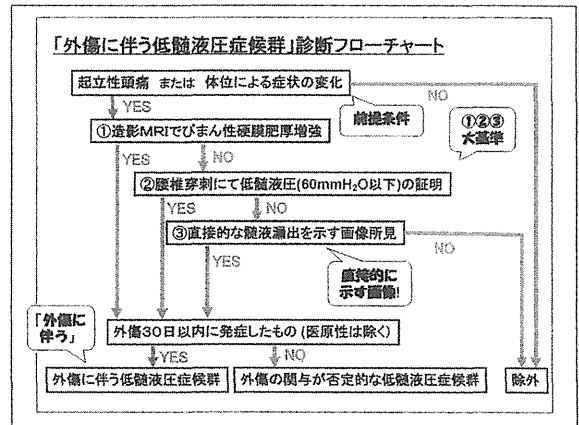 「外傷に伴う低髄液圧症候群」診断フローチャート
起立性頭痛 または 体位による症状の変化
YES
NO
前提条件
①造影MRIでびまん性硬膜肥厚増強
①②③
大基準
YES
NO
②腰椎穿刺にて低髄液圧(60mmH₂O以下)の証明
YES
NO
③直接的な髄液漏出を示す画像所見
NO
YES
直接的に
示す画像!
「外傷に
伴う」
外傷30日以内に発症したもの (医原性は除く)
YES
NO
外傷に伴う低髄液圧症候群
外傷の関与が否定的な低髄液圧症候群
除外